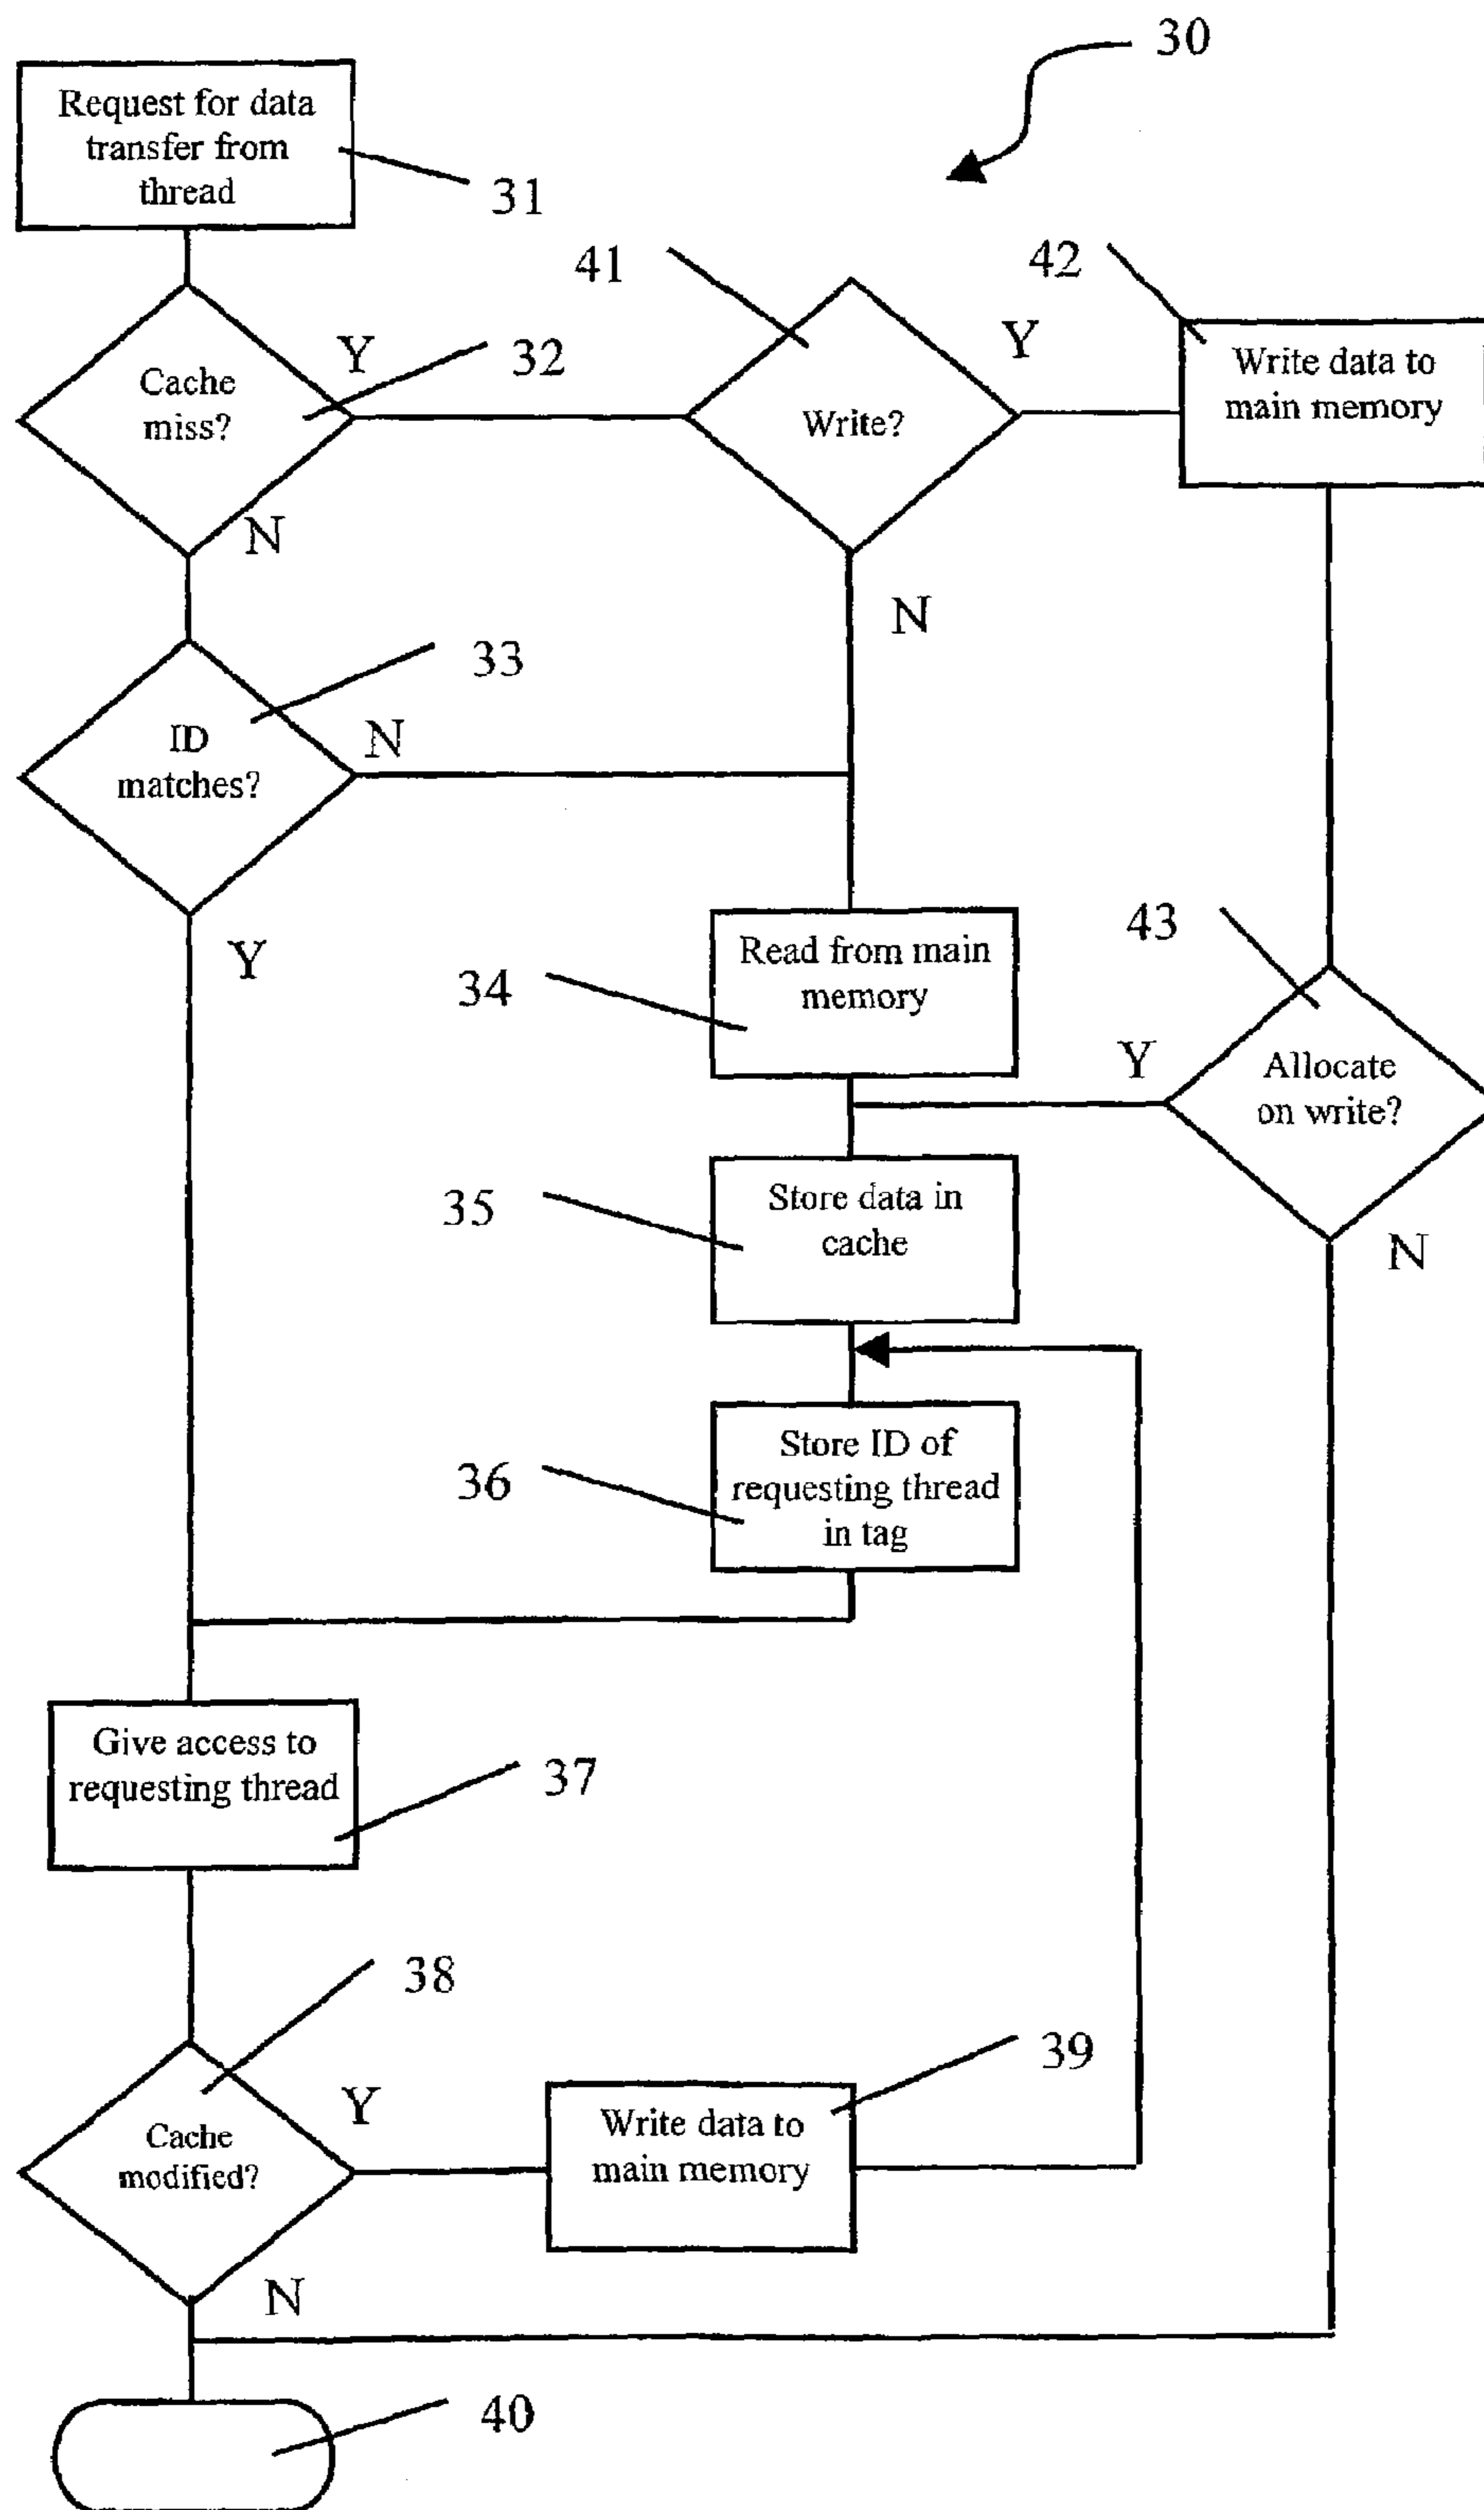 30
Request for data
transfer from
thread
31
41
42
Y
Y
32
Cache
miss?
Write?
Write data to
main memory
N
N
33
ID
matches?
N
Y
34
Read from main
memory
43
Y
Allocate
on write?
35
Store data in
cache
N
36
Store ID of
requesting thread
in tag
Give access to
requesting thread
37
38
39
Y
Cache
modified?
Write data to
main memory
N
40